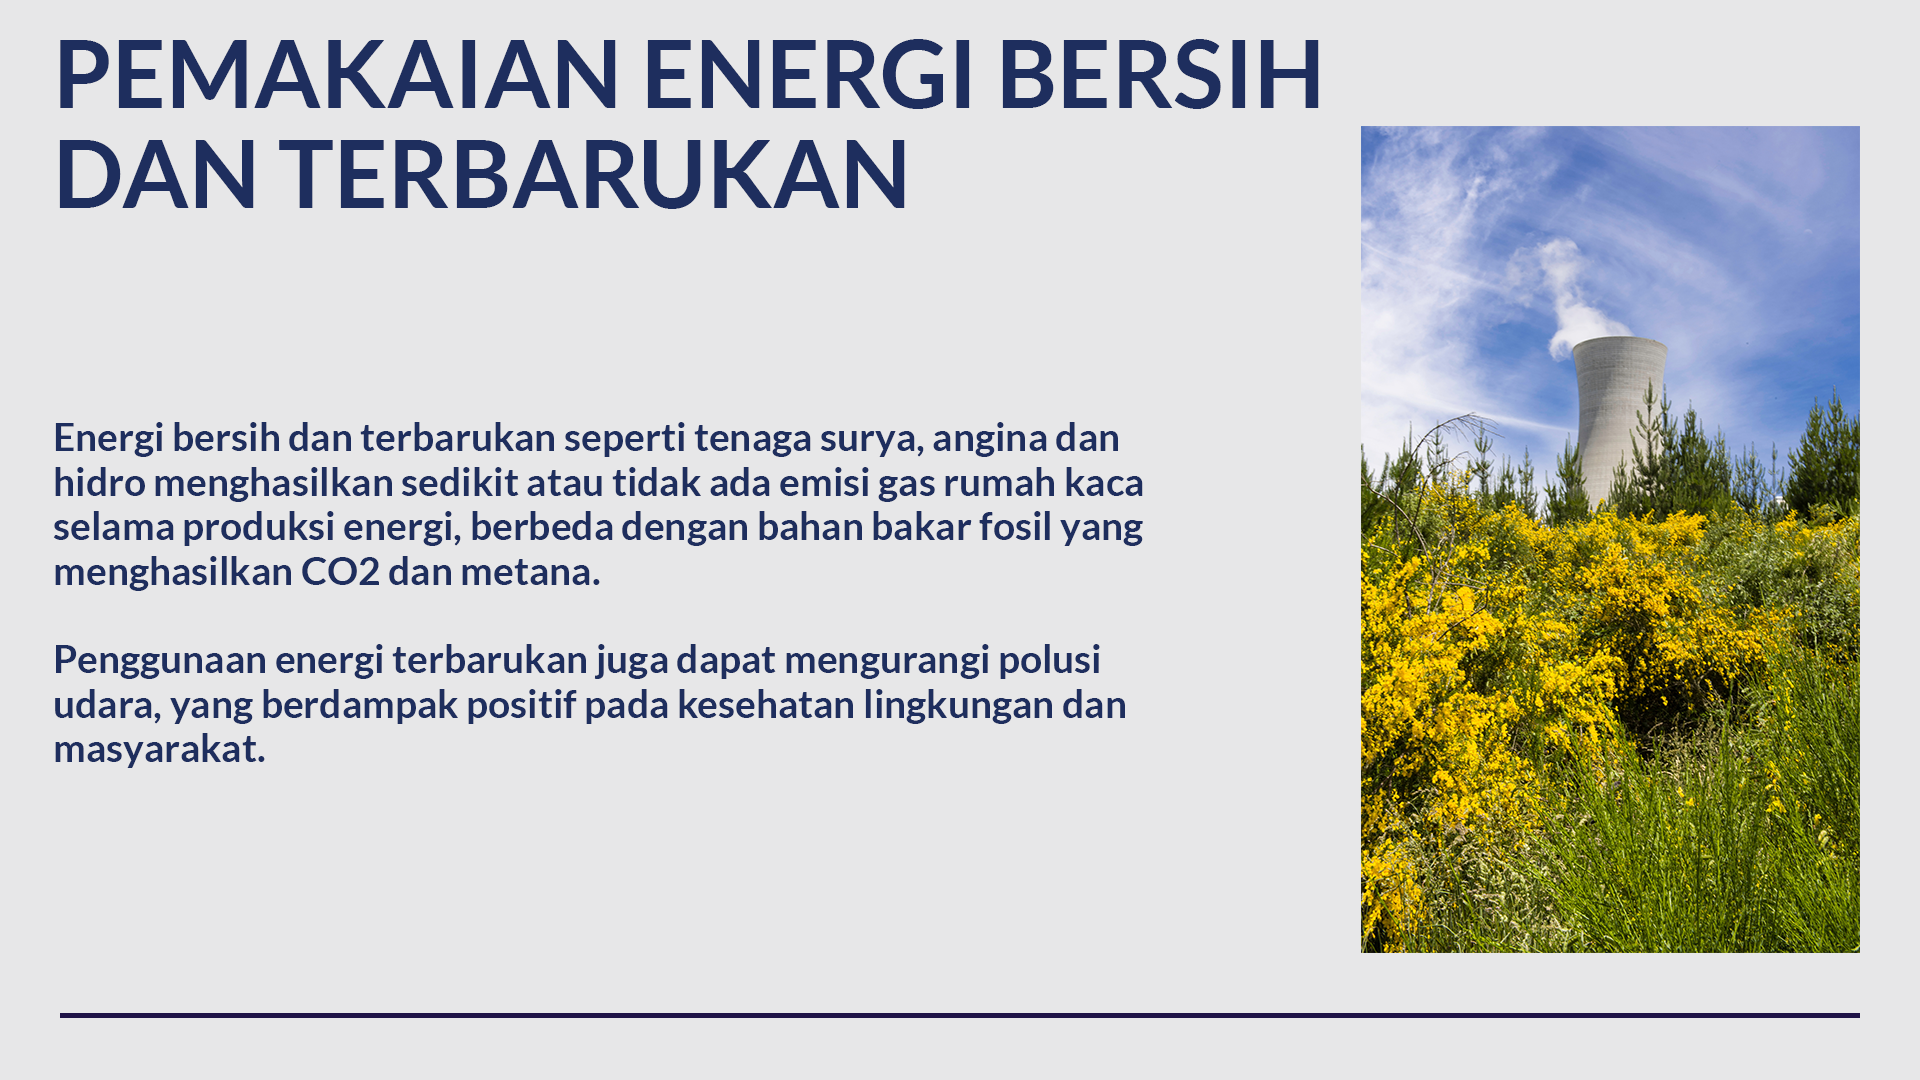 PEMAKAIAN ENERGI BERSIH
DAN TERBARUKAN
Energi bersih dan terbarukan seperti tenaga surya, angina dan
hidro menghasilkan sedikit atau tidak ada emisi gas rumah kaca
selama produksi energi, berbeda dengan bahan bakar fosil yang
menghasilkan CO2 dan metana.
Penggunaan energi terbarukan juga dapat mengurangi polusi
udara, yang berdampak positif pada kesehatan lingkungan dan
masyarakat.